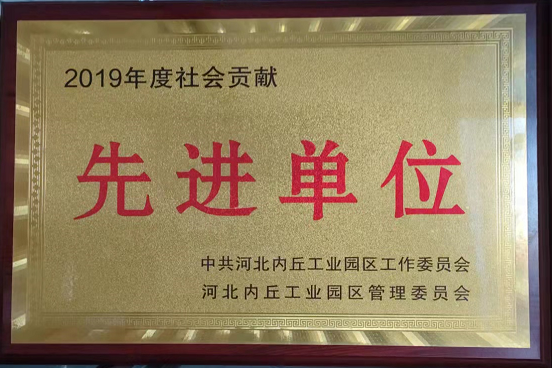 2019年度社会贡献
先进单位
中共河北内丘工业园区工作委员会
河北内丘工业园区管理委员会